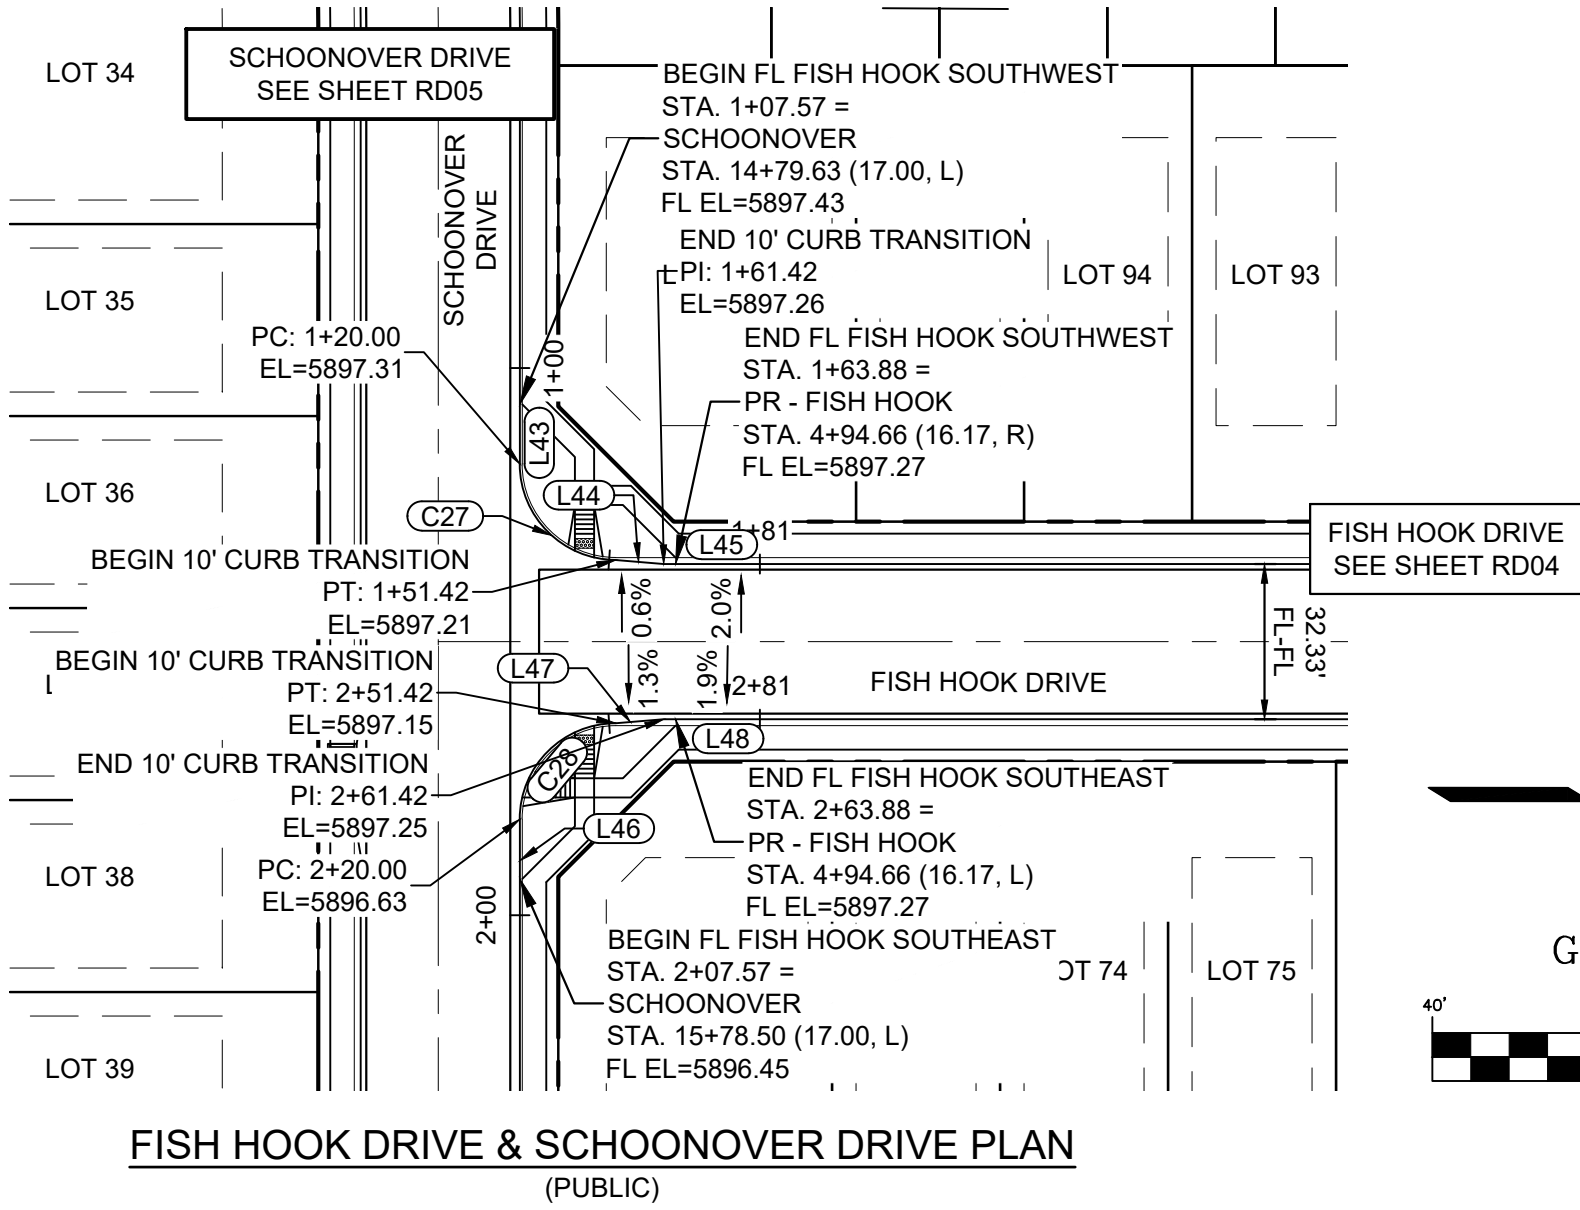 LOT 34
SCHOONOVER DRIVE
SEE SHEET RD05
BEGIN FL FISH HOOK SOUTHWEST
STA. 1+07.57 =
SCHOONOVER
STA. 14+79.63 (17.00, L)
FL EL=5897.43
SCHOONOVER
DRIVE
END 10' CURB TRANSITION
PI: 1+61.42
EL=5897.26
LOT 94
LOT 93
LOT 35
PC: 1+20.00
EL=5897.31
1+00
END FL FISH HOOK SOUTHWEST
STA. 1+63.88 =
PR - FISH HOOK
STA. 4+94.66 (16.17, R)
FL EL=5897.27
L43
LOT 36
L44
C27
1+81
L45
FISH HOOK DRIVE
SEE SHEET RD04
BEGIN 10' CURB TRANSITION
PT: 1+51.42
EL=5897.21
0.6%
2.0%
32.33'
FL-FL
BEGIN 10' CURB TRANSITION
PT: 2+51.42
EL=5897.15
L47
1.3%
1.9%
2+81
FISH HOOK DRIVE
L48
END 10' CURB TRANSITION
PI: 2+61.42
EL=5897.25
C28
END FL FISH HOOK SOUTHEAST
STA. 2+63.88 =
PR - FISH HOOK
STA. 4+94.66 (16.17, L)
FL EL=5897.27
L46
LOT 38
PC: 2+20.00
EL=5896.63
2+00
BEGIN FL FISH HOOK SOUTHEAST
STA. 2+07.57 =
SCHOONOVER
STA. 15+78.50 (17.00, L)
FL EL=5896.45
OT 74
LOT 75
G
40'
LOT 39
FISH HOOK DRIVE & SCHOONOVER DRIVE PLAN
(PUBLIC)